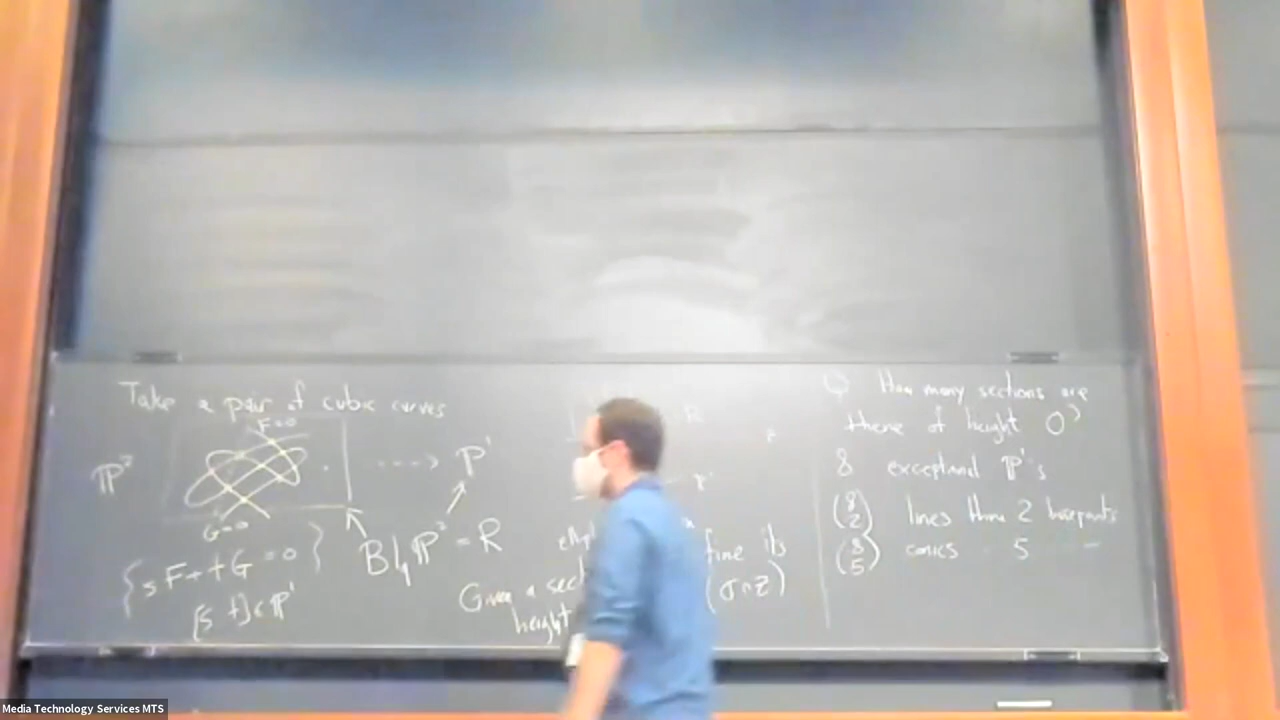 Take a pair of cubic curves
F=0
ℙ²
ℙ¹
G=0
Bl₉ℙ² = R
{sF+tG=0}
[s t]∈ℙ¹
fine its
Given a sec
(σ∩z)
height
Q How many sections are
there of height 0?
8 exceptional ℙ¹'s
(8 2) lines thru 2 basepoints
(8 5) conics 5
Media Technology Services MTS